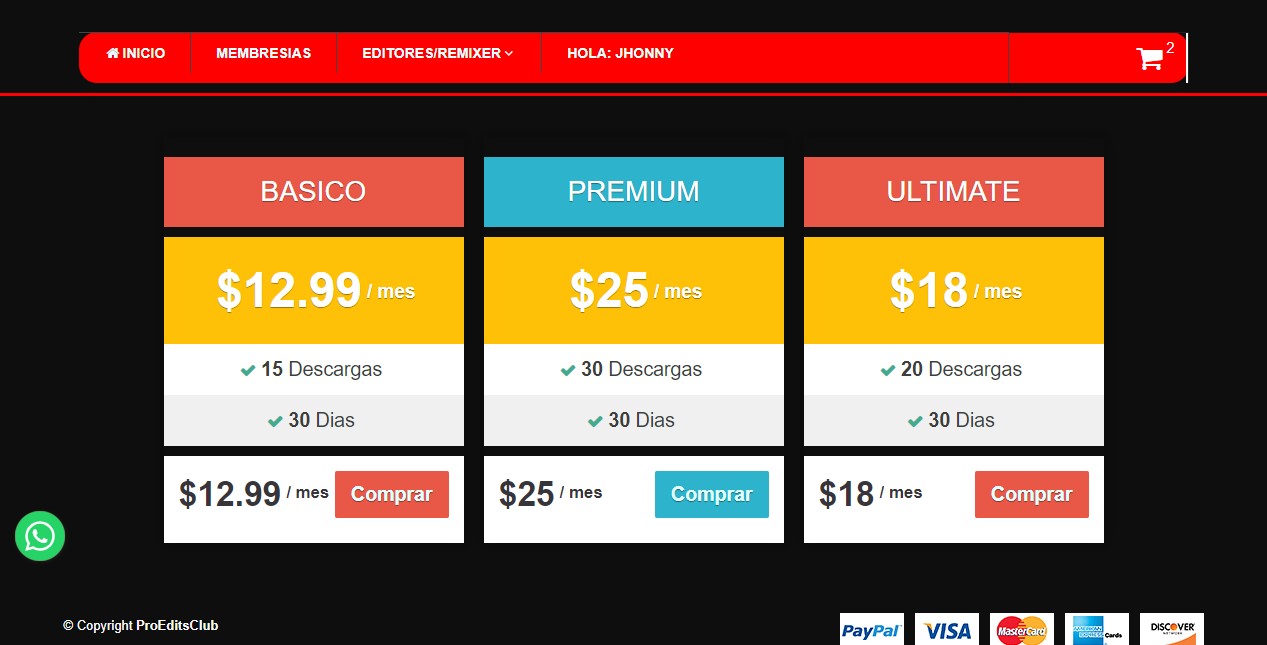 INICIO MEMBRESIAS EDITORES/REMIXER HOLA: JHONNY 2
BASICO
$12.99 / mes
15 Descargas
30 Dias
$12.99 / mes Comprar
PREMIUM
$25 / mes
30 Descargas
30 Dias
$25 / mes Comprar
ULTIMATE
$18 / mes
20 Descargas
30 Dias
$18 / mes Comprar
© Copyright ProEditsClub
PayPal VISA MasterCard AMERICAN EXPRESS Cards DISCOVER NETWORK